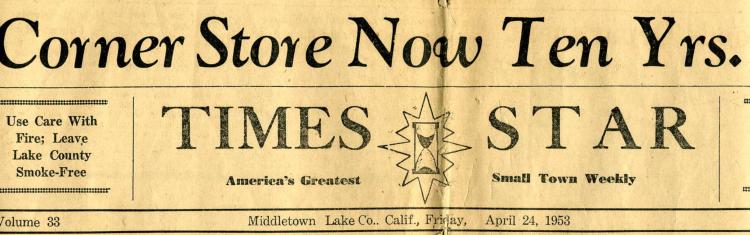 Corner Store Now Ten Yrs.
Use Care With
Fire; Leave
Lake County
Smoke-Free
TIMES STAR
America's Greatest Small Town Weekly
Volume 33 Middletown Lake Co.. Calif., Friday, April 24, 1953